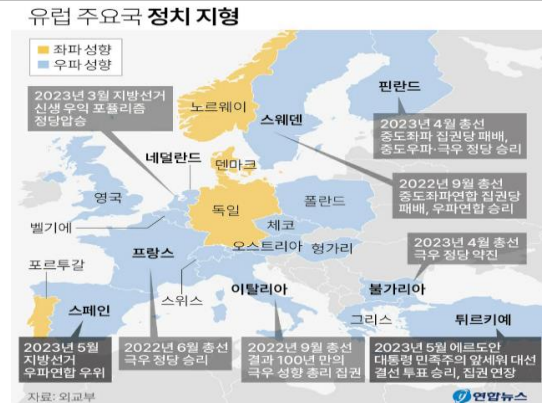 유럽 주요국 정치 지형
좌파 성향
우파 성향
2023년 3월 지방선거
신생 우익 포퓰리즘
정당압승
노르웨이
스웨덴
핀란드
2023년 4월 총선
중도좌파 집권당 패배,
중도우파·극우 정당 승리
네덜란드
덴마크
2022년 9월 총선
중도좌파연합 집권당
패배, 우파연합 승리
영국
독일
폴란드
벨기에
체코
프랑스
오스트리아
헝가리
2023년 4월 총선
극우 정당 약진
포르투갈
스위스
스페인
이탈리아
불가리아
그리스
튀르키예
2023년 5월
지방선거
우파연합 우위
2022년 6월 총선
극우 정당 승리
2022년 9월 총선
결과 100년 만의
극우 성향 총리 집권
2023년 5월 에르도안
대통령 민족주의 앞세워 대선
결선 투표 승리, 집권 연장
자료: 외교부
연합뉴스